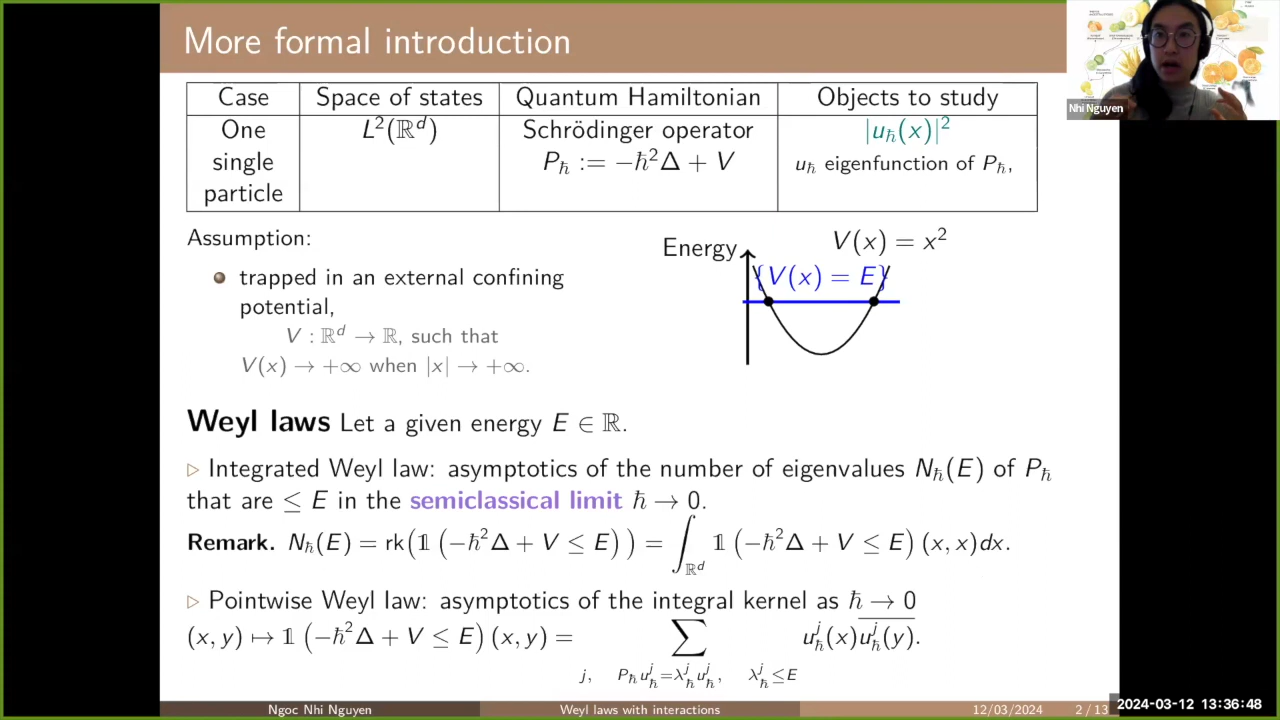 More formal introduction
Nhi Nguyen
Case Space of states Quantum Hamiltonian Objects to study
One L²(ℝᵈ) Schrödinger operator |u_ℏ(x)|²
single P_ℏ := −ℏ²Δ + V u_ℏ eigenfunction of P_ℏ,
particle
Assumption:
trapped in an external confining
potential,
V : ℝᵈ → ℝ, such that
V(x) → +∞ when |x| → +∞.
Energy
V(x) = x²
{V(x) = E}
Weyl laws Let a given energy E ∈ ℝ.
▷ Integrated Weyl law: asymptotics of the number of eigenvalues N_ℏ(E) of P_ℏ
that are ≤ E in the semiclassical limit ℏ → 0.
Remark. N_ℏ(E) = rk(𝟙 (−ℏ²Δ + V ≤ E) ) = ∫_{ℝᵈ} 𝟙 (−ℏ²Δ + V ≤ E) (x, x)dx.
▷ Pointwise Weyl law: asymptotics of the integral kernel as ℏ → 0
(x, y) ↦ 𝟙 (−ℏ²Δ + V ≤ E) (x, y) = ∑ u_ℏ^j(x)\overline{u_ℏ^j(y)}.
j, P_ℏ u_ℏ^j = λ_ℏ^j u_ℏ^j, λ_ℏ^j ≤ E
Ngoc Nhi Nguyen Weyl laws with interactions 12/03/2024 2 / 13
2024-03-12 13:36:48